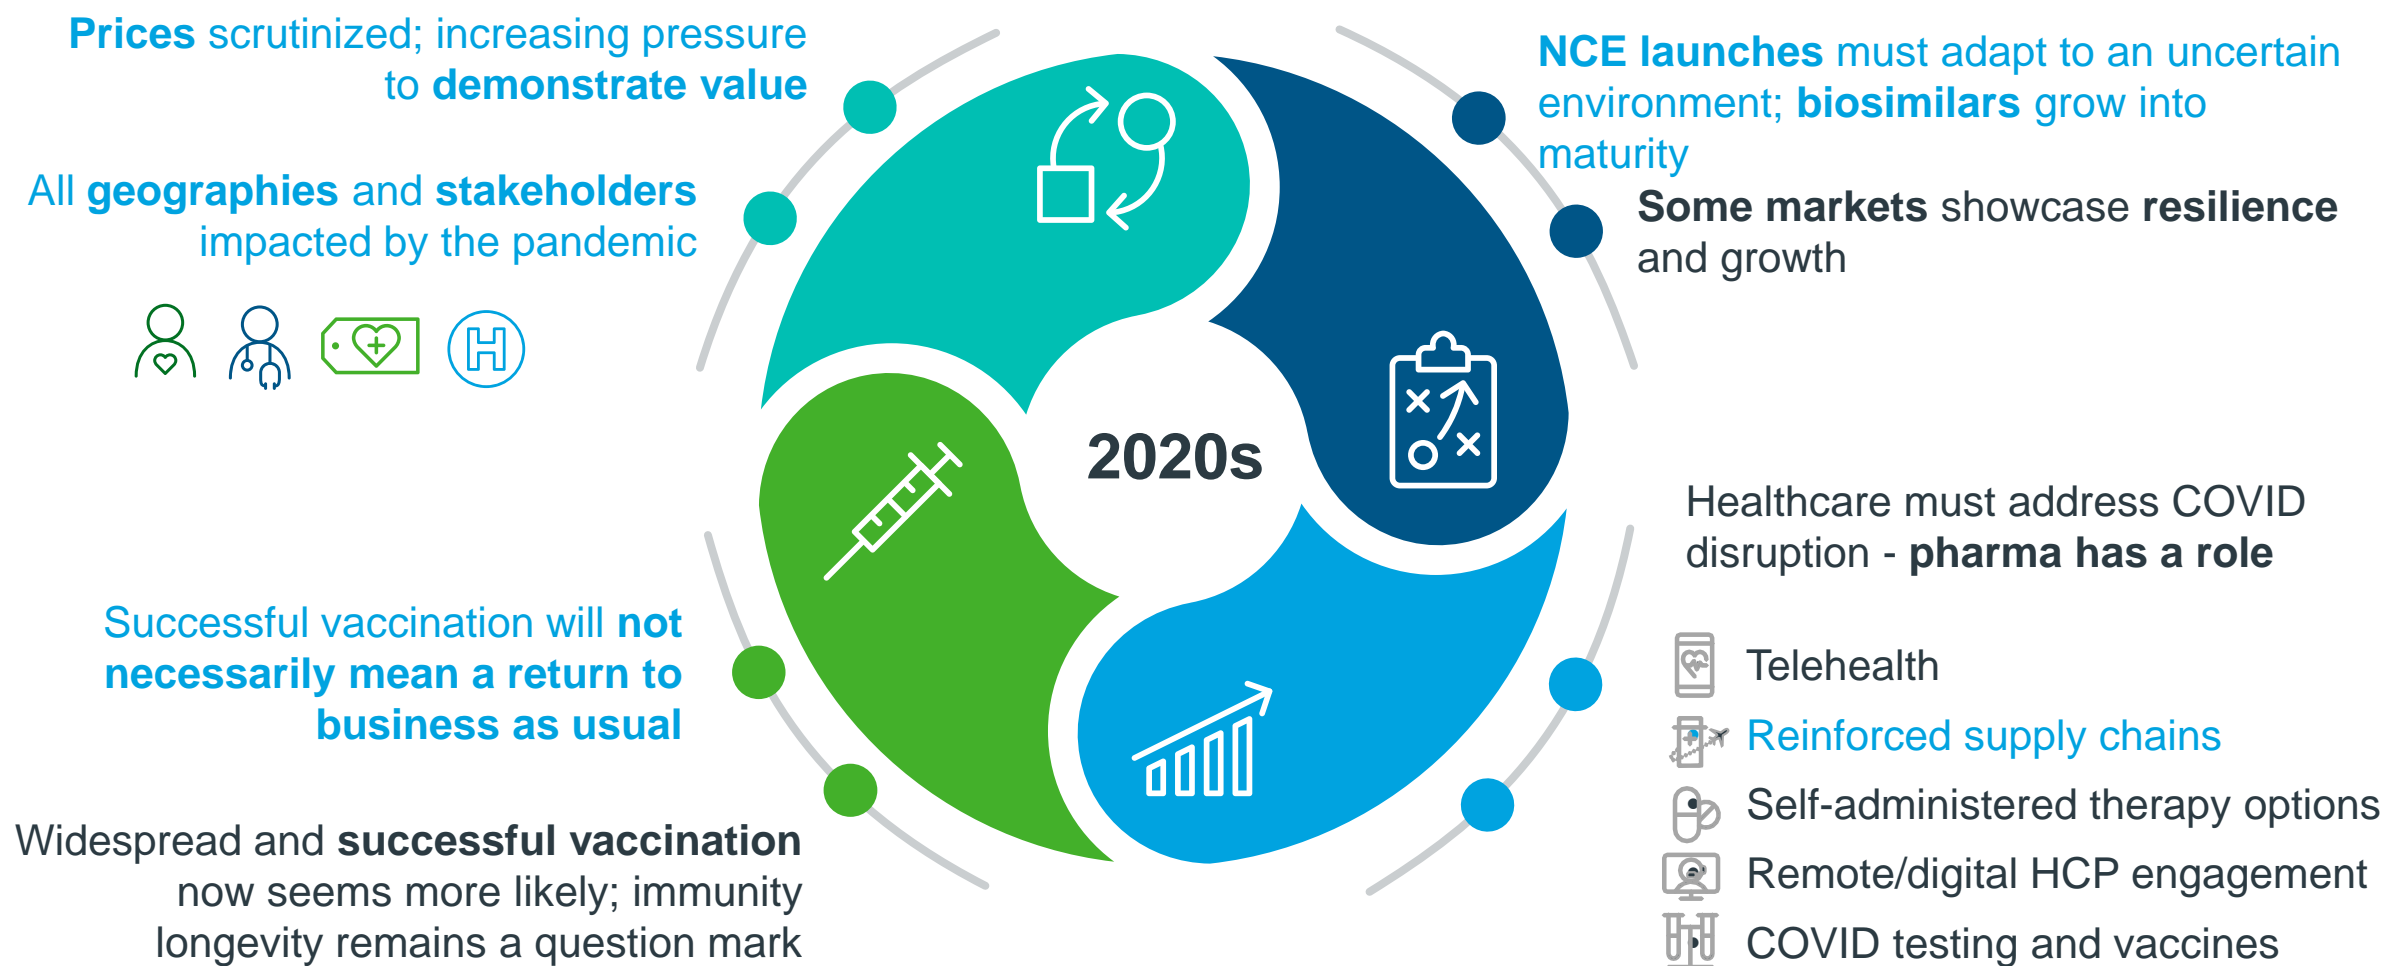 Prices scrutinized; increasing pressure
to demonstrate value
All geographies and stakeholders
impacted by the pandemic
H
Successful vaccination will not
necessarily mean a return to
business as usual
Widespread and successful vaccination
now seems more likely; immunity
longevity remains a question mark
2020s
NCE launches must adapt to an uncertain
environment; biosimilars grow into
maturity
Some markets showcase resilience
and growth
Healthcare must address COVID
disruption - pharma has a role
Telehealth
Reinforced supply chains
Self-administered therapy options
Remote/digital HCP engagement
COVID testing and vaccines